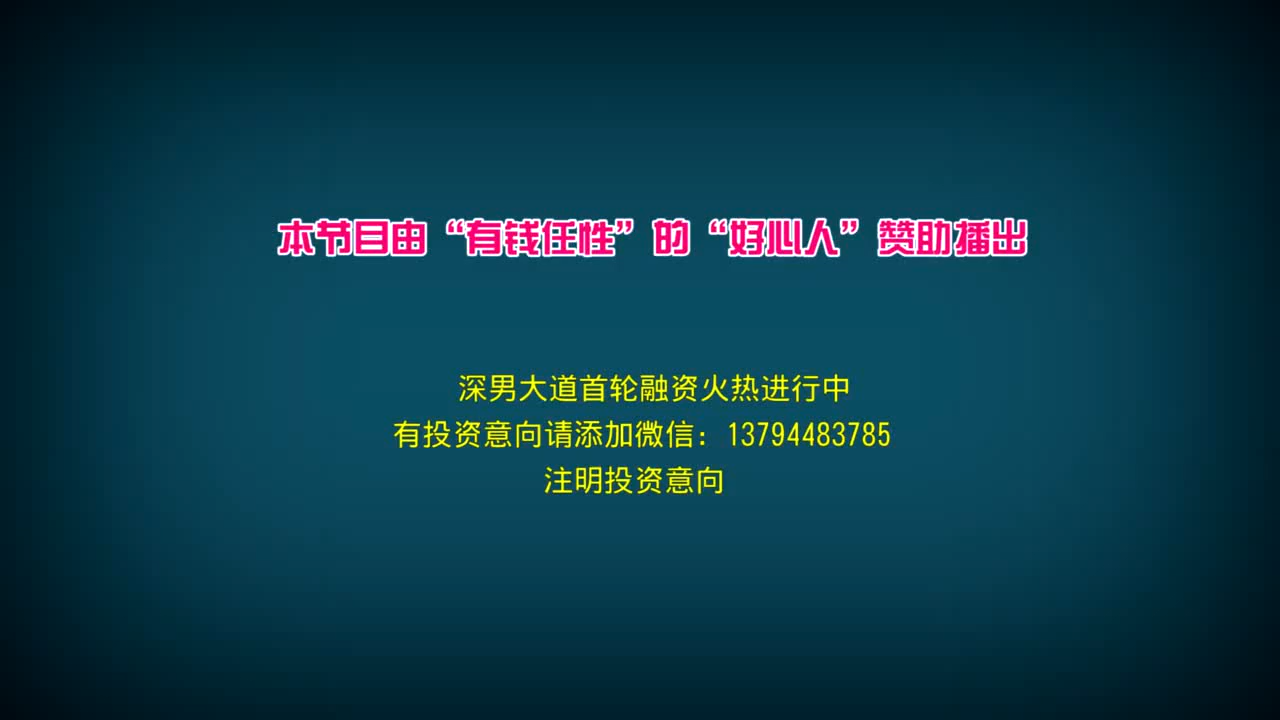 本节目由“有钱任性”的“好心人”赞助播出
深男大道首轮融资火热进行中
有投资意向请添加微信：13794483785
注明投资意向